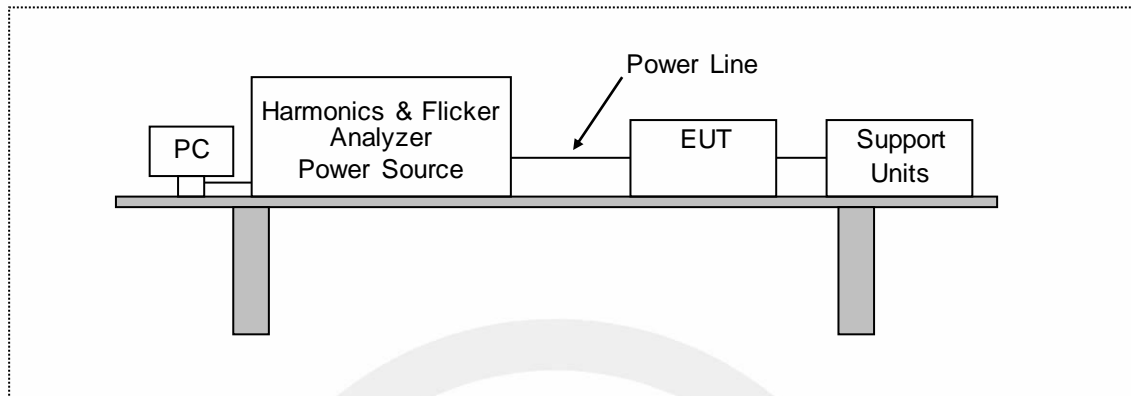 Power Line
PC
Harmonics & Flicker
Analyzer
Power Source
EUT
Support
Units